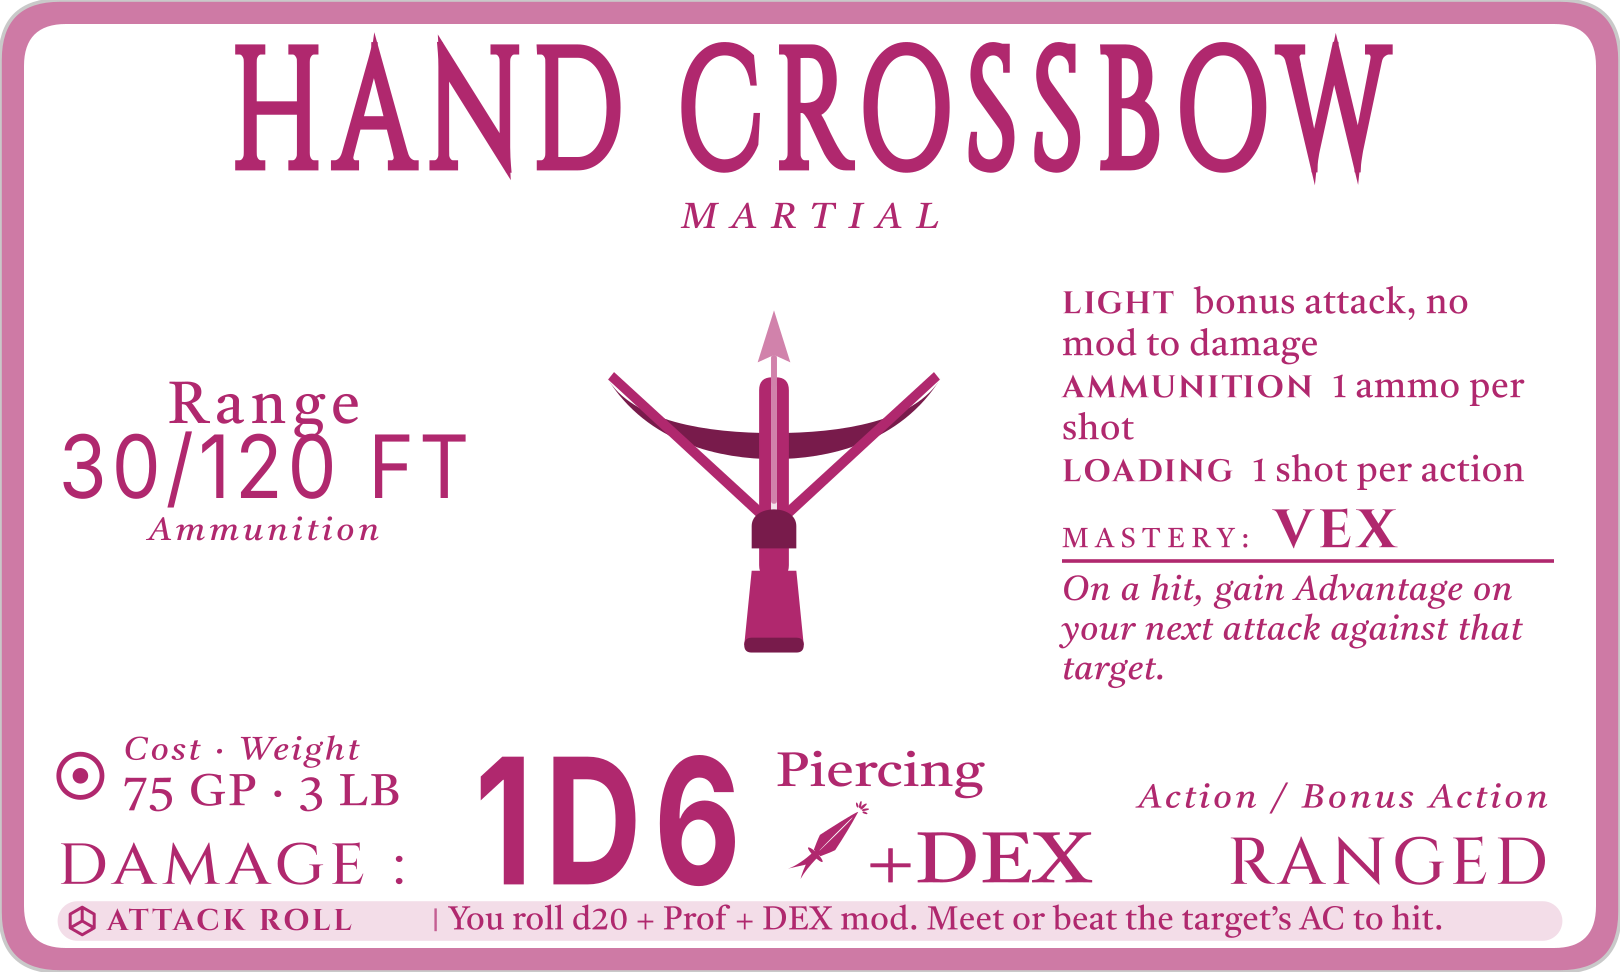 HAND CROSSBOW
MARTIAL
Range
30/120 FT
Ammunition
LIGHT bonus attack, no
mod to damage
AMMUNITION 1 ammo per
shot
LOADING 1 shot per action
MASTERY: VEX
On a hit, gain Advantage on
your next attack against that
target.
Cost · Weight
75 GP · 3 LB
DAMAGE :
1D6
Piercing
+DEX
Action / Bonus Action
RANGED
ATTACK ROLL | You roll d20 + Prof + DEX mod. Meet or beat the target’s AC to hit.